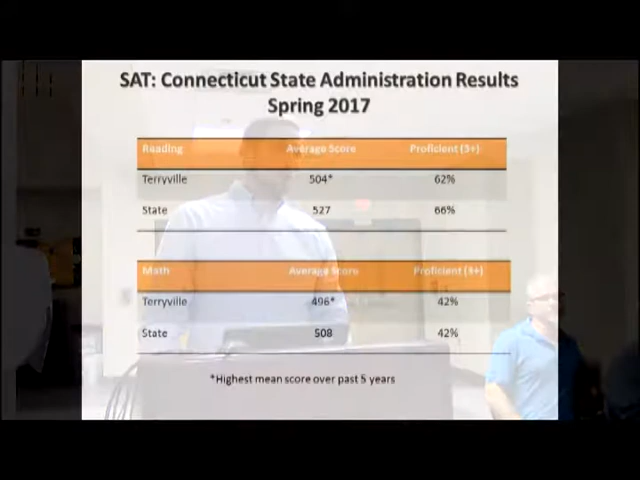 SAT: Connecticut State Administration Results
Spring 2017
Reading Average Score Proficient (3+)
Terryville 504* 62%
State 527 66%
Math Average Score Proficient (3+)
Terryville 496* 42%
State 508 42%
*Highest mean score over past 5 years